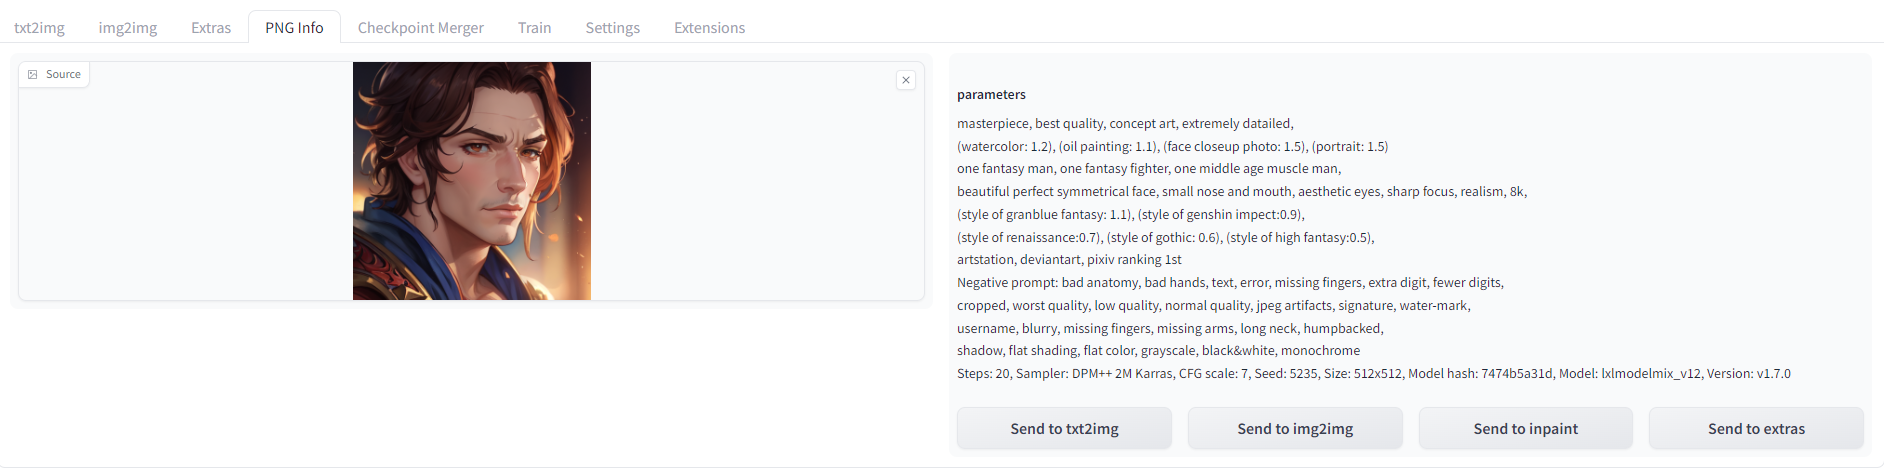 txt2img img2img Extras PNG Info Checkpoint Merger Train Settings Extensions
Source
parameters
masterpiece, best quality, concept art, extremely datailed,
(watercolor: 1.2), (oil painting: 1.1), (face closeup photo: 1.5), (portrait: 1.5)
one fantasy man, one fantasy fighter, one middle age muscle man,
beautiful perfect symmetrical face, small nose and mouth, aesthetic eyes, sharp focus, realism, 8k,
(style of granblue fantasy: 1.1), (style of genshin impect:0.9),
(style of renaissance:0.7), (style of gothic: 0.6), (style of high fantasy:0.5),
artstation, deviantart, pixiv ranking 1st
Negative prompt: bad anatomy, bad hands, text, error, missing fingers, extra digit, fewer digits,
cropped, worst quality, low quality, normal quality, jpeg artifacts, signature, water-mark,
username, blurry, missing fingers, missing arms, long neck, humpbacked,
shadow, flat shading, flat color, grayscale, black&white, monochrome
Steps: 20, Sampler: DPM++ 2M Karras, CFG scale: 7, Seed: 5235, Size: 512x512, Model hash: 7474b5a31d, Model: lxlmodelmix_v12, Version: v1.7.0
Send to txt2img Send to img2img Send to inpaint Send to extras